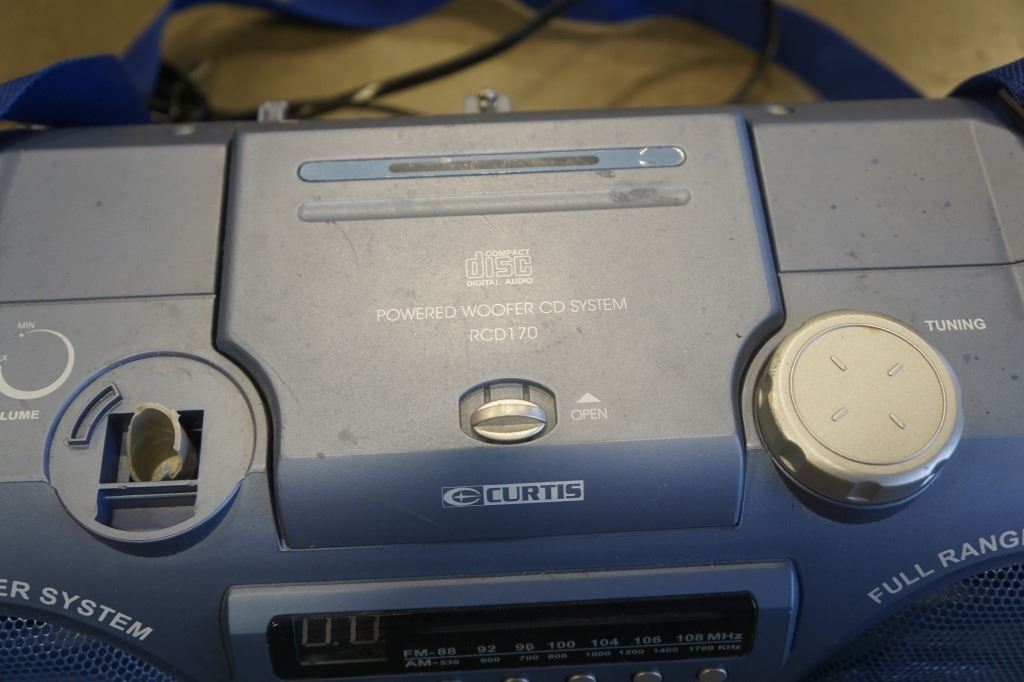 COMPACT
disc
DIGITAL AUDIO
POWERED WOOFER CD SYSTEM
RCD170
MIN
TUNING
OPEN
CURTIS
ER SYSTEM
FULL RANG
FM-88 92 96 100 104 106 108 MHz
AM-530 600 700 800 1000 1200 1400 1700 KHz